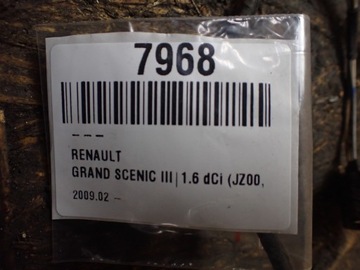 7968
- - -
RENAULT
GRAND SCENIC III | 1.6 dCi (JZ00,
2009.02 -